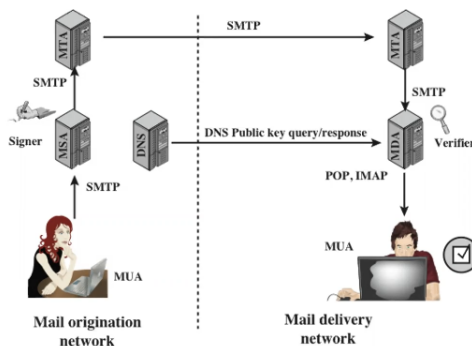 MTA
SMTP
MTA
SMTP
SMTP
Signer
MSA
DNS
DNS Public key query/response
MDA
Verifier
SMTP
POP, IMAP
MUA
MUA
Mail origination
network
Mail delivery
network